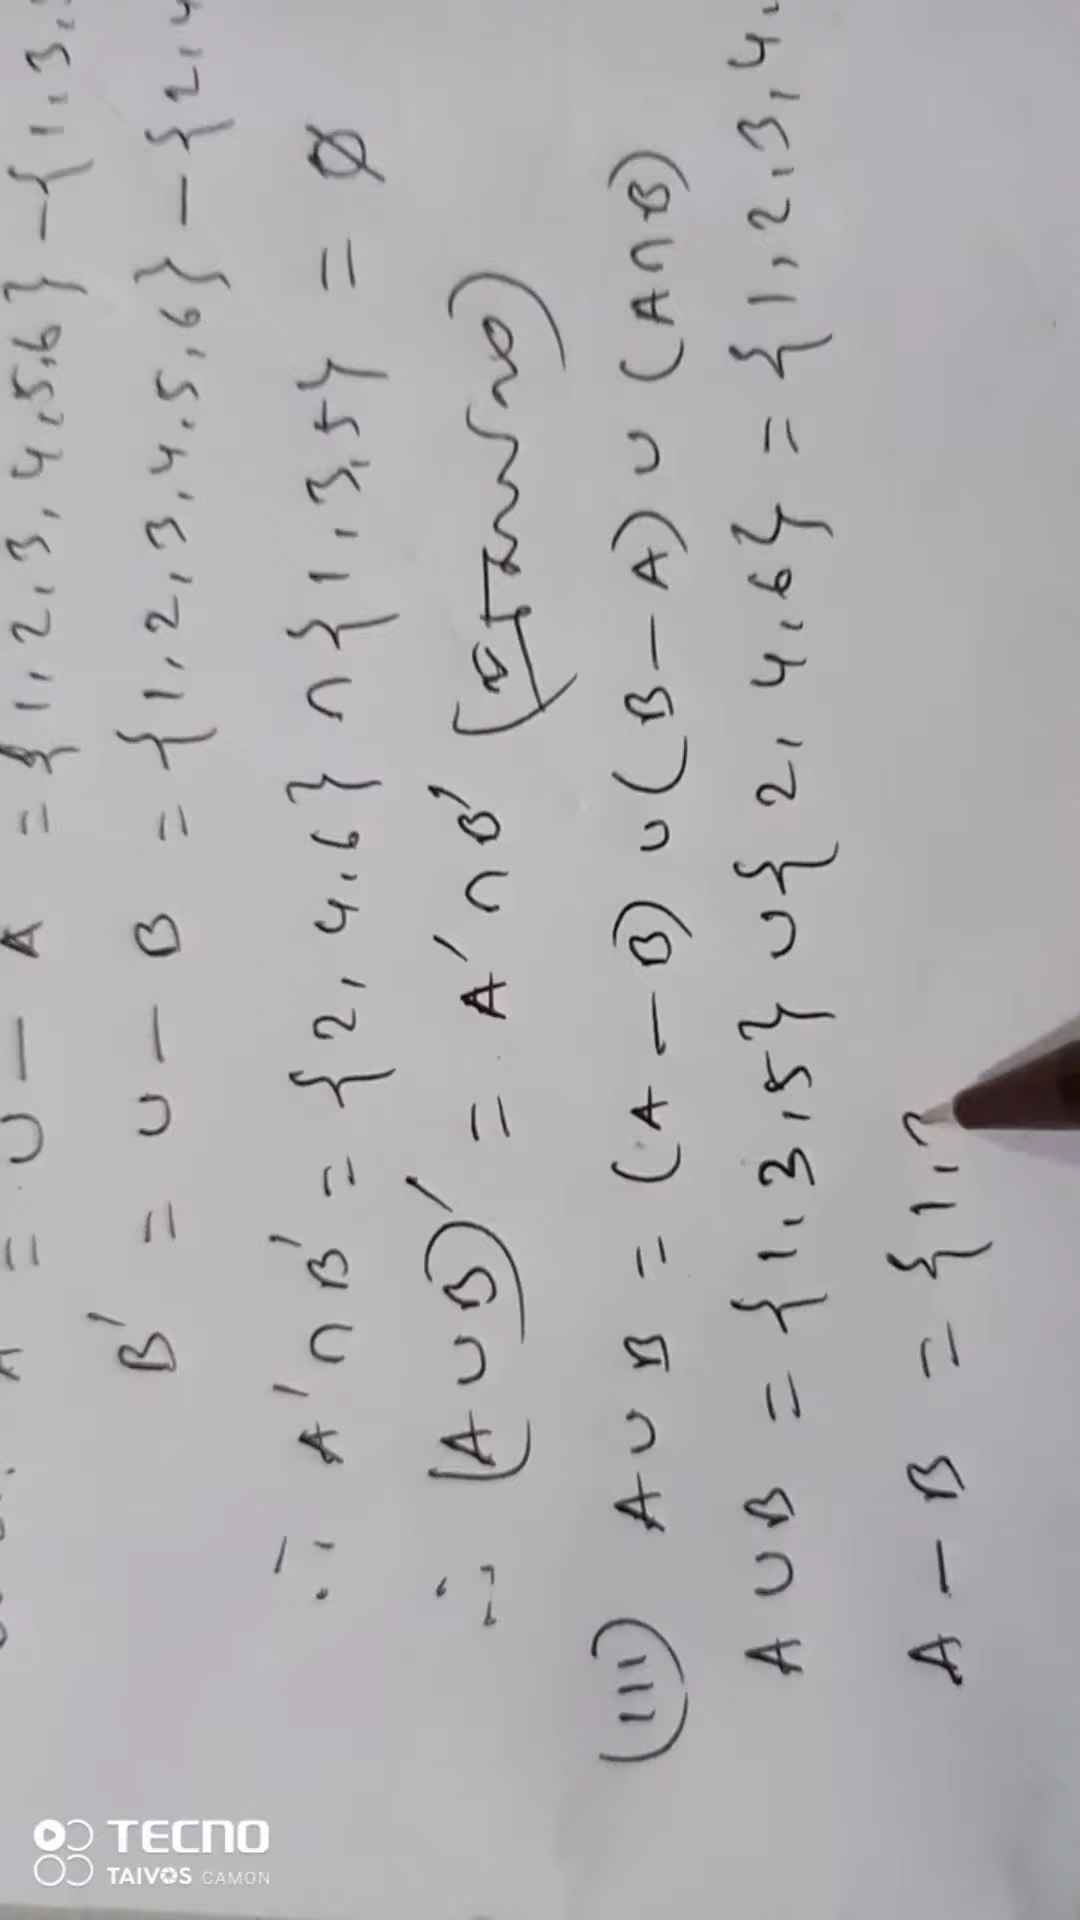 A' = U - A = {1,2,3,4,5,6} - {1,3,
B' = U - B = {1,2,3,4,5,6} - {2,4
∴ A'∩B' = {2,4,6} ∩ {1,3,5} = ∅
∴ (A∪B)' = A'∩B'
(iii) A∪B = (A-B)∪(B-A)∪(A∩B)
A∪B = {1,3,5}∪{2,4,6} = {1,2,3,4,
A-B = {1,
TECNO
TAIVOS CAMON